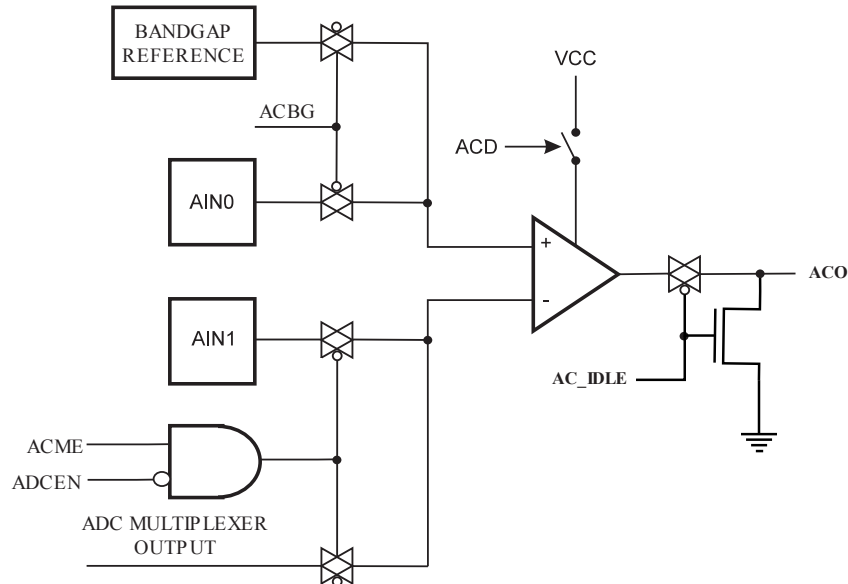 BANDGAP
REFERENCE
VCC
ACBG
ACD
AIN0
+
-
ACO
AIN1
AC_IDLE
ACME
ADCEN
ADC MULTIPLEXER
OUTPUT